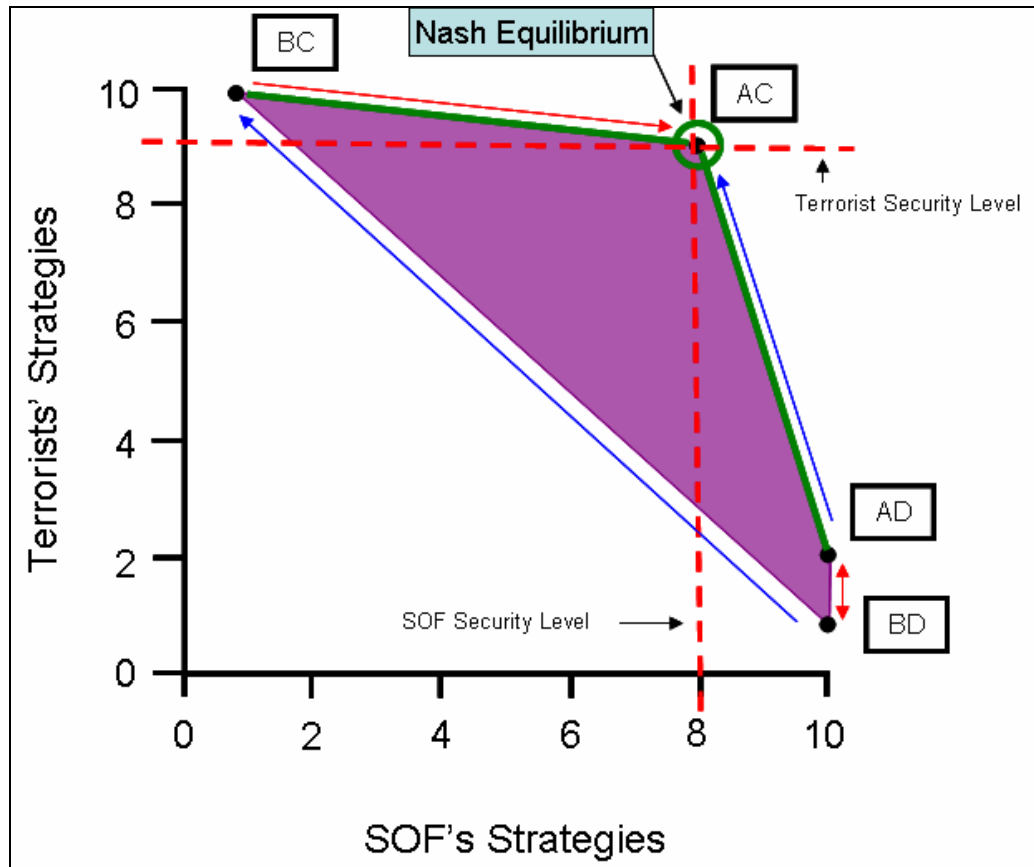 Nash Equilibrium
BC
AC
10
8
6
4
2
0
Terrorist Security Level
Terrorists' Strategies
AD
SOF Security Level
BD
0 2 4 6 8 10
SOF's Strategies